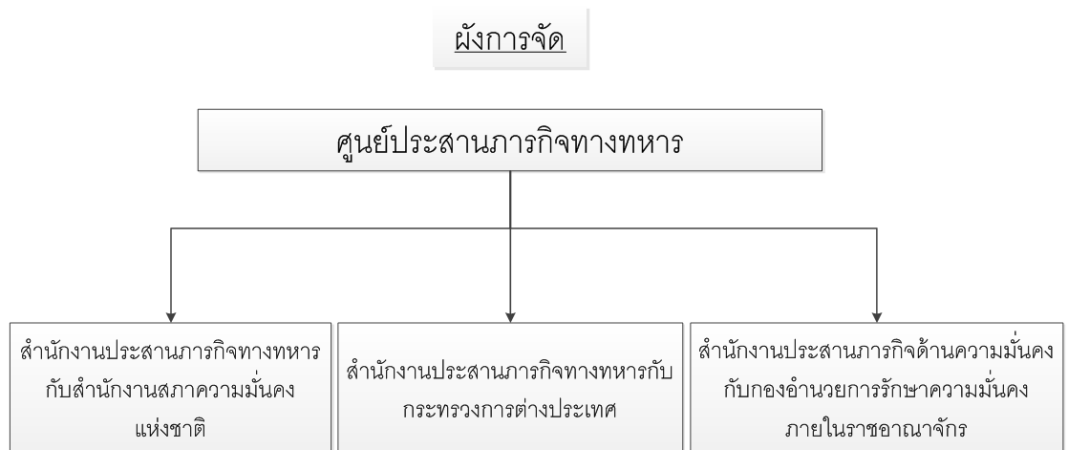 ผังการจัด
ศูนย์ประสานภารกิจทางทหาร
สำนักงานประสานภารกิจทางทหาร
กับสำนักงานสภาความมั่นคง
แห่งชาติ
สำนักงานประสานภารกิจทางทหารกับ
กระทรวงการต่างประเทศ
สำนักงานประสานภารกิจด้านความมั่นคง
กับกองอำนวยการรักษาความมั่นคง
ภายในราชอาณาจักร